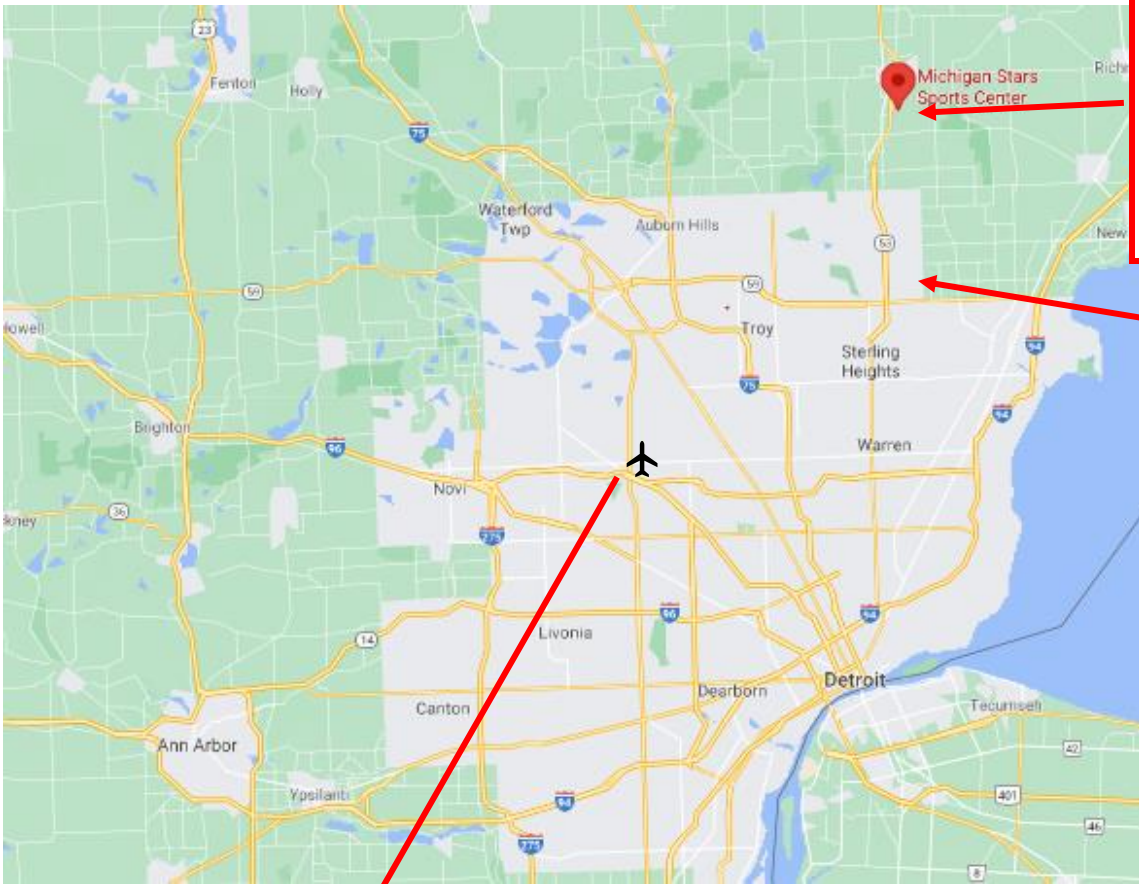 23
Fenton
Holly
Michigan Stars
Sports Center
75
Waterford
Twp
Auburn Hills
53
New
59
59
Howell
Troy
Sterling
Heights
94
75
94
Brighton
96
Warren
Novi
36
275
96
94
14
Livonia
Canton
Dearborn
Detroit
Tecumseh
Ann Arbor
42
Ypsilanti
94
401
46
275
8